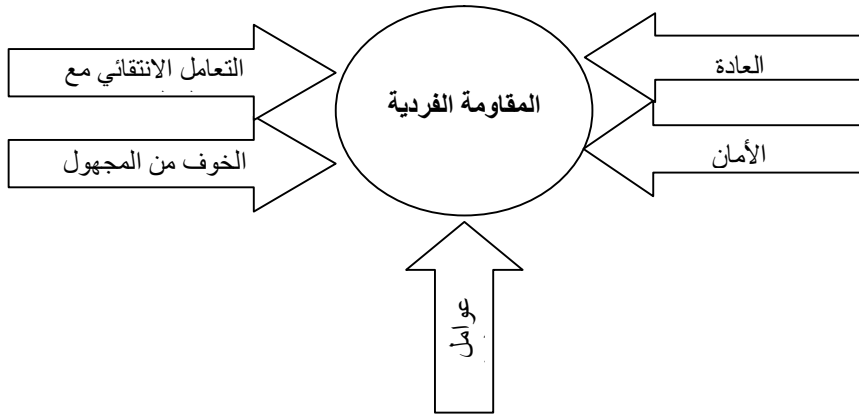 العادة
التعامل الانتقائي مع
المقاومة الفردية
الأمان
الخوف من المجهول
عوامل